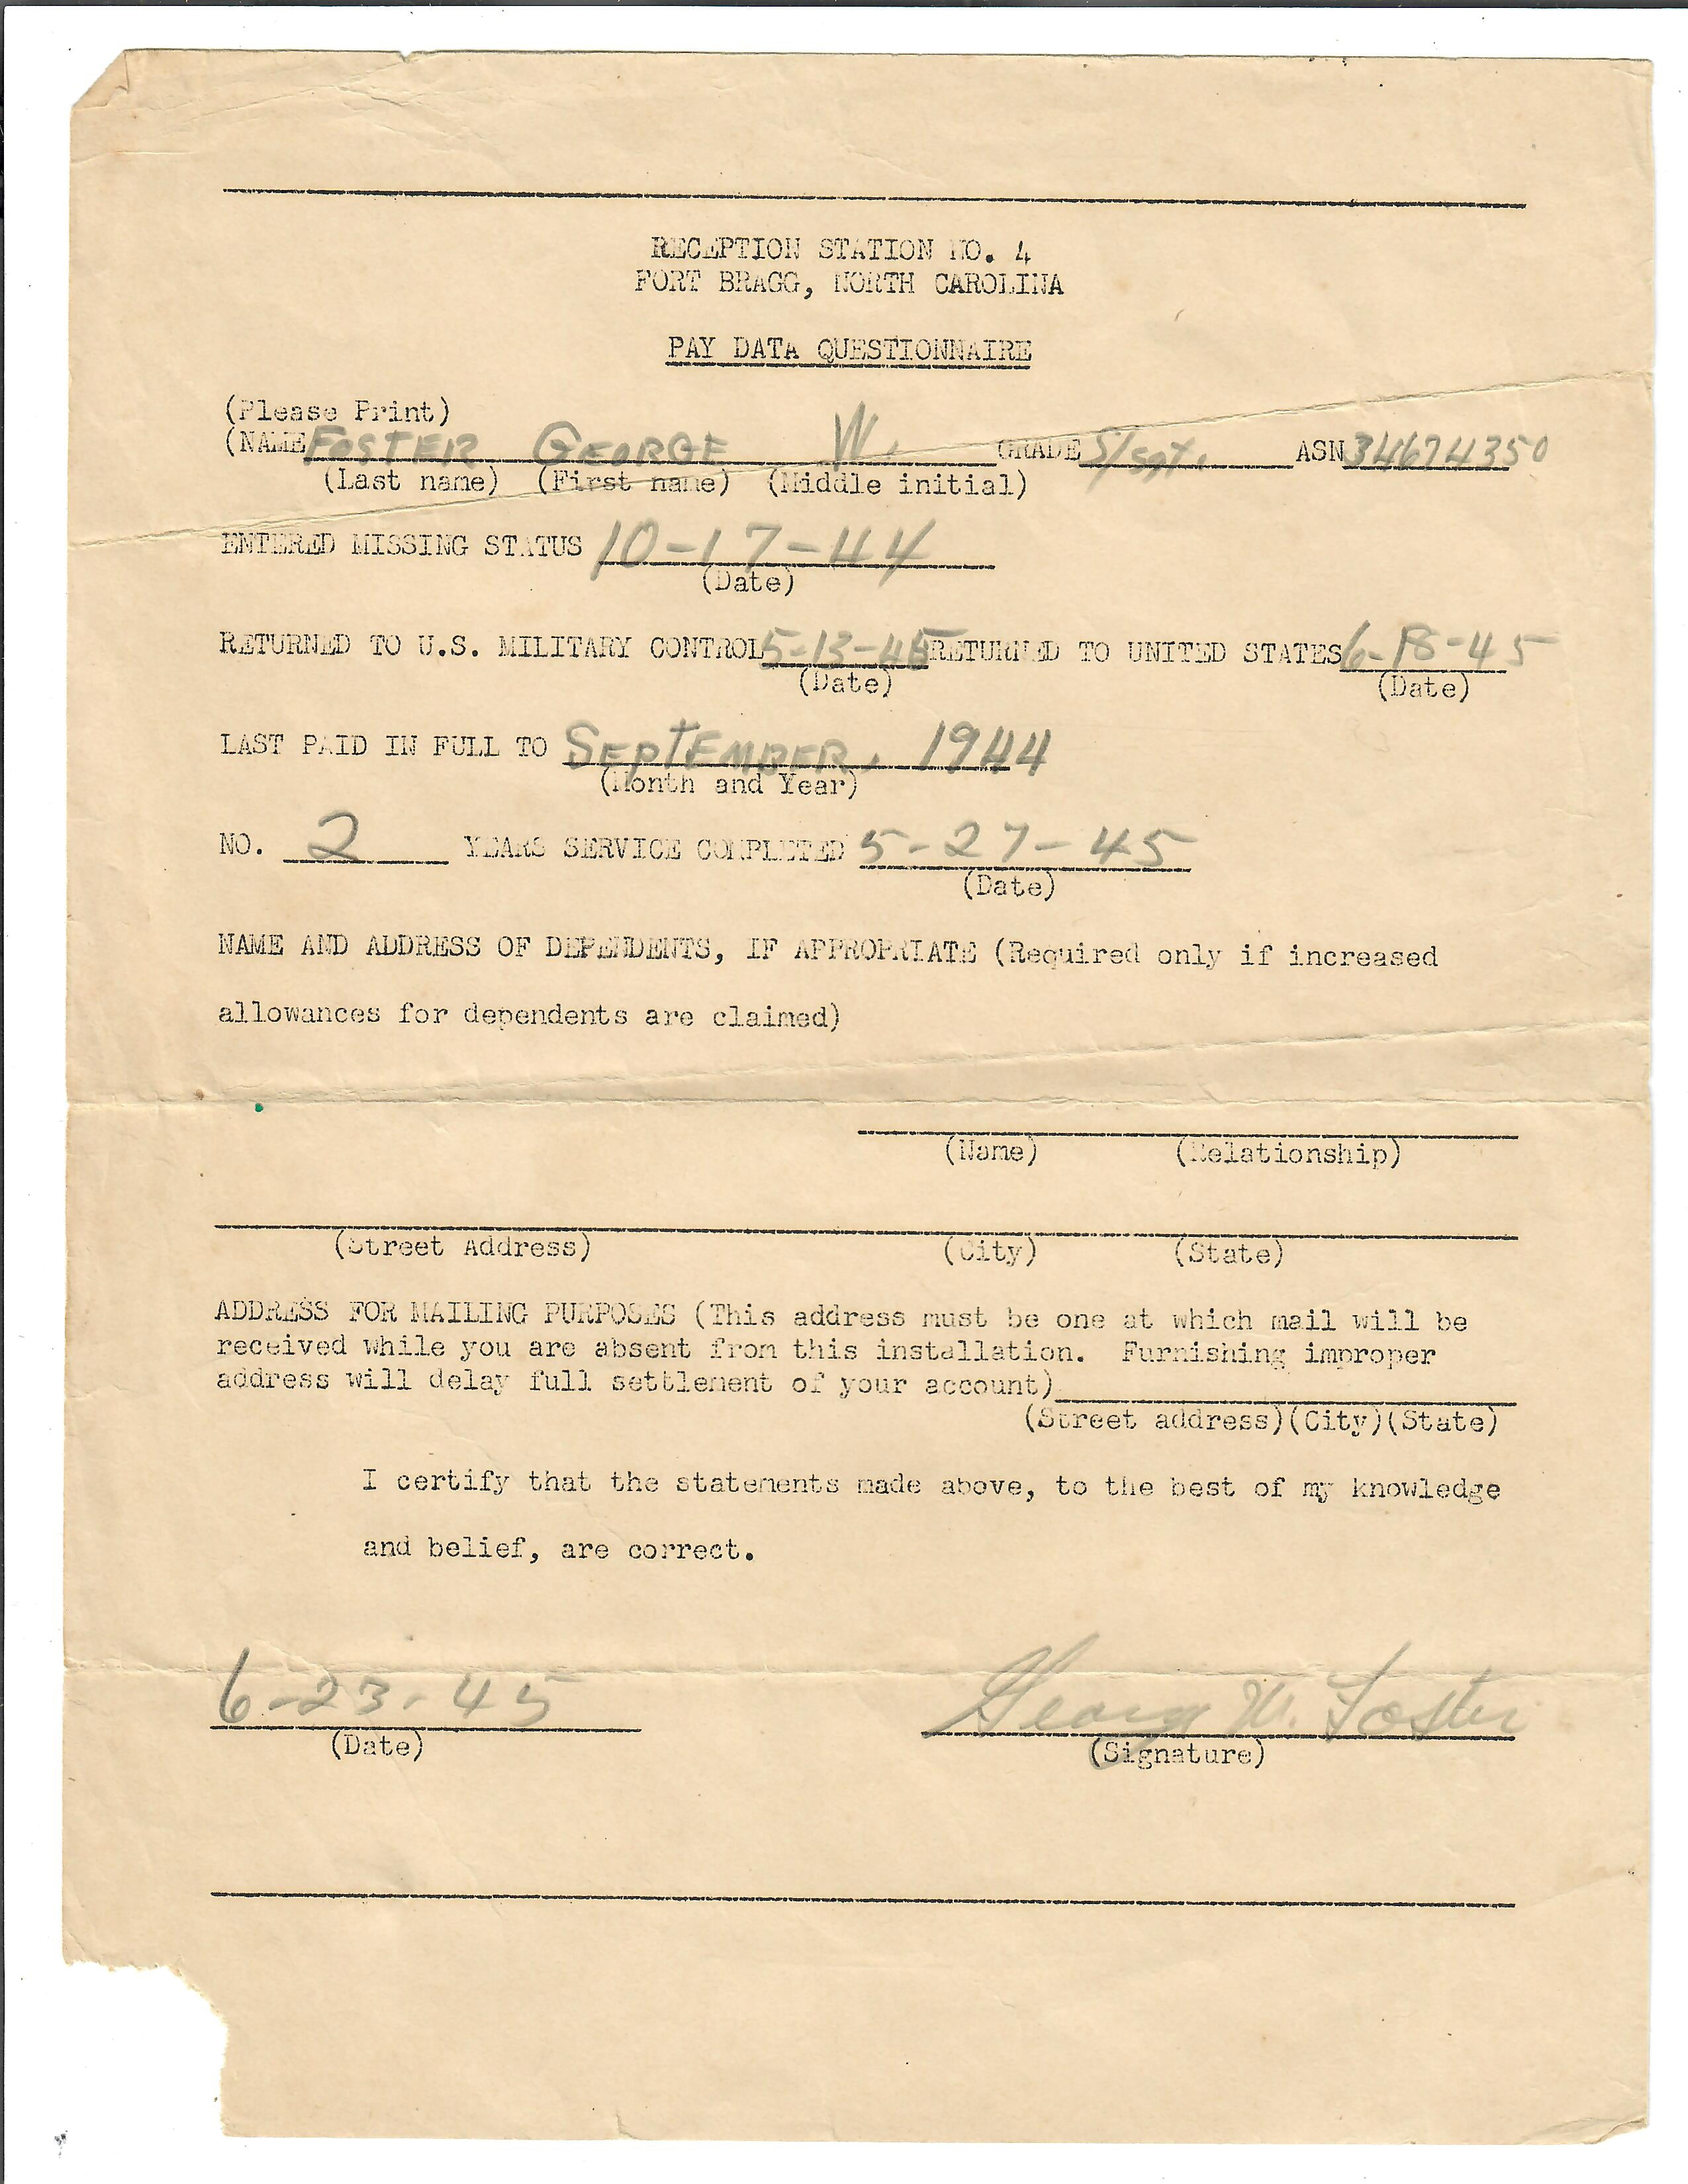 RECEPTION STATION NO. 4
FORT BRAGG, NORTH CAROLINA
PAY DATA QUESTIONNAIRE
(Please Print)
(NAME FOSTER GEORGE W. GRADE S/sgt. ASN 34674350
(Last name) (First name) (Middle initial)
ENTERED MISSING STATUS 10-17-44
(Date)
RETURNED TO U.S. MILITARY CONTROL 5-13-45 RETURNED TO UNITED STATES 6-18-45
(Date) (Date)
LAST PAID IN FULL TO SEPTEMBER, 1944
(Month and Year)
NO. 2 YEARS SERVICE COMPLETED 5-27-45
(Date)
NAME AND ADDRESS OF DEPENDENTS, IF APPROPRIATE (Required only if increased
allowances for dependents are claimed)
(Name) (Relationship)
(Street Address) (City) (State)
ADDRESS FOR MAILING PURPOSES (This address must be one at which mail will be
received while you are absent from this installation. Furnishing improper
address will delay full settlement of your account)
(Street address)(City)(State)
I certify that the statements made above, to the best of my knowledge
and belief, are correct.
6-23-45 George W. Foster
(Date) (Signature)